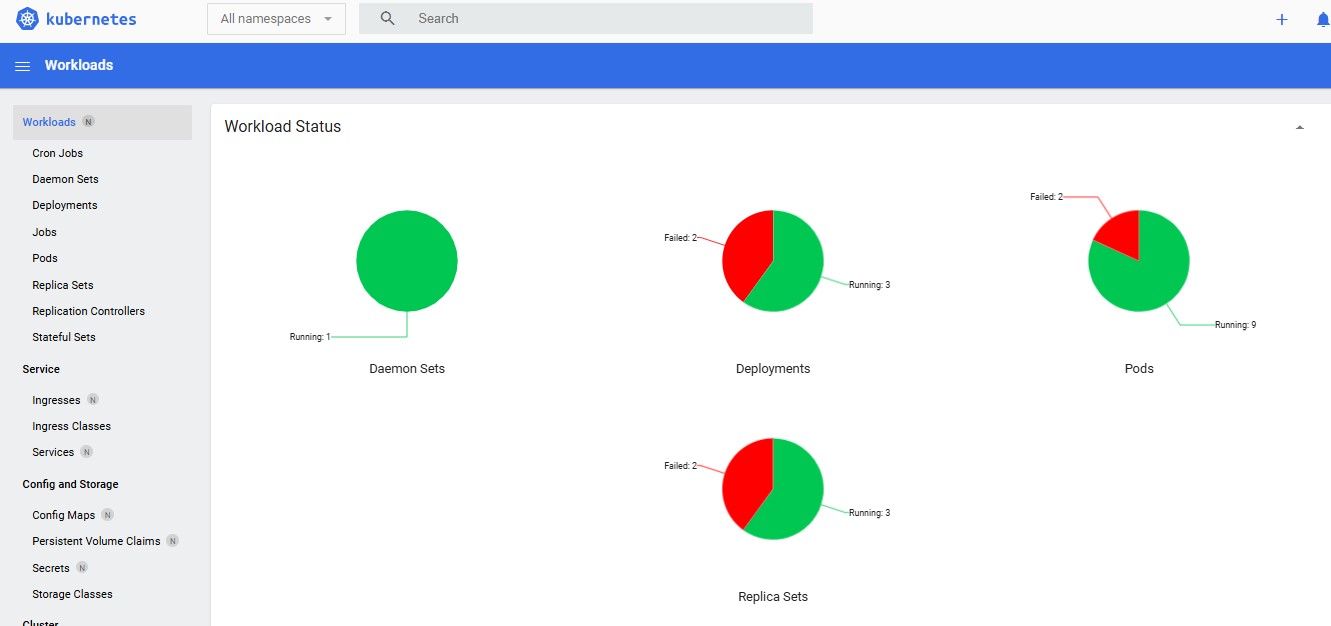 kubernetes
All namespaces
Search
Workloads
Workloads N
Cron Jobs
Daemon Sets
Deployments
Jobs
Pods
Replica Sets
Replication Controllers
Stateful Sets
Service
Ingresses N
Ingress Classes
Services N
Config and Storage
Config Maps N
Persistent Volume Claims N
Secrets N
Storage Classes
Cluster
Workload Status
Running: 1
Daemon Sets
Failed: 2
Running: 3
Deployments
Failed: 2
Running: 9
Pods
Failed: 2
Running: 3
Replica Sets